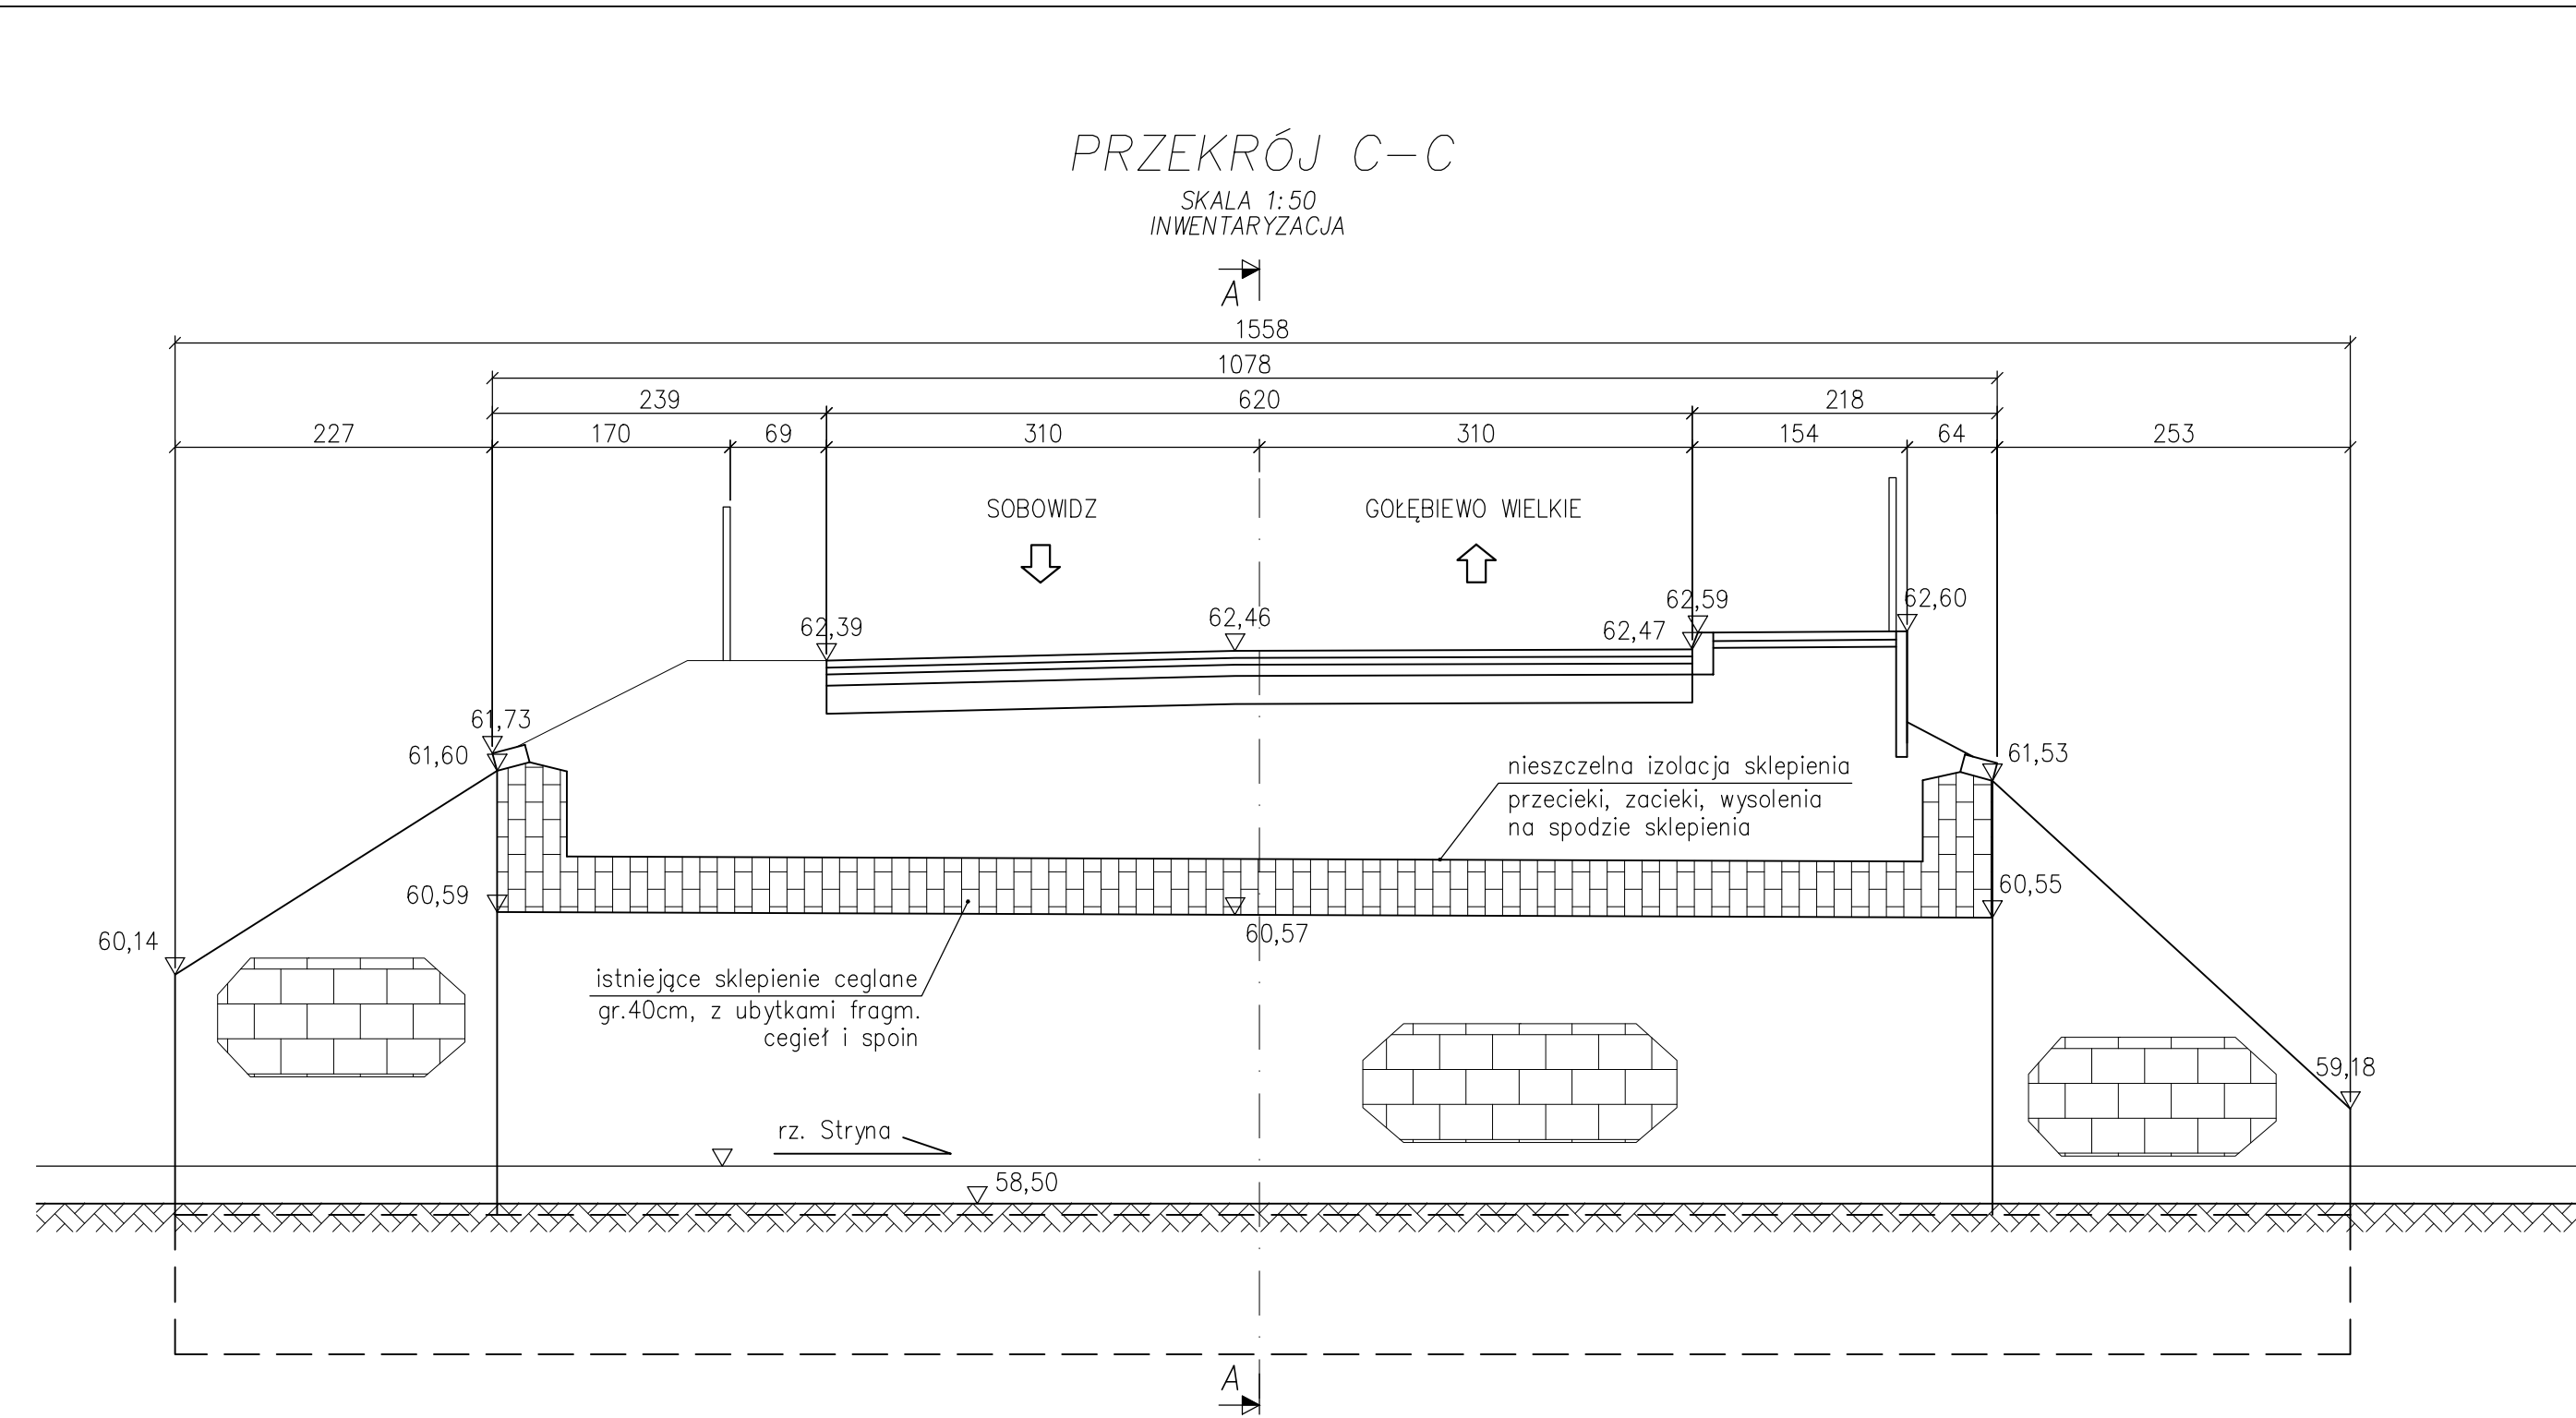 PRZEKRÓJ C-C
SKALA 1:50
INWENTARYZACJA
A
1558
1078
239 620 218
227 170 69 310 310 154 64 253
SOBOWIDZ GOŁĘBIEWO WIELKIE
62,39 62,46 62,47 62,59 62,60
61,73
61,60
61,53
nieszczelna izolacja sklepienia
przecieki, zacieki, wysolenia
na spodzie sklepienia
60,59 60,55
60,14 60,57
istniejące sklepienie ceglane
gr.40cm, z ubytkami fragm.
cegieł i spoin
59,18
rz. Stryna
58,50
A